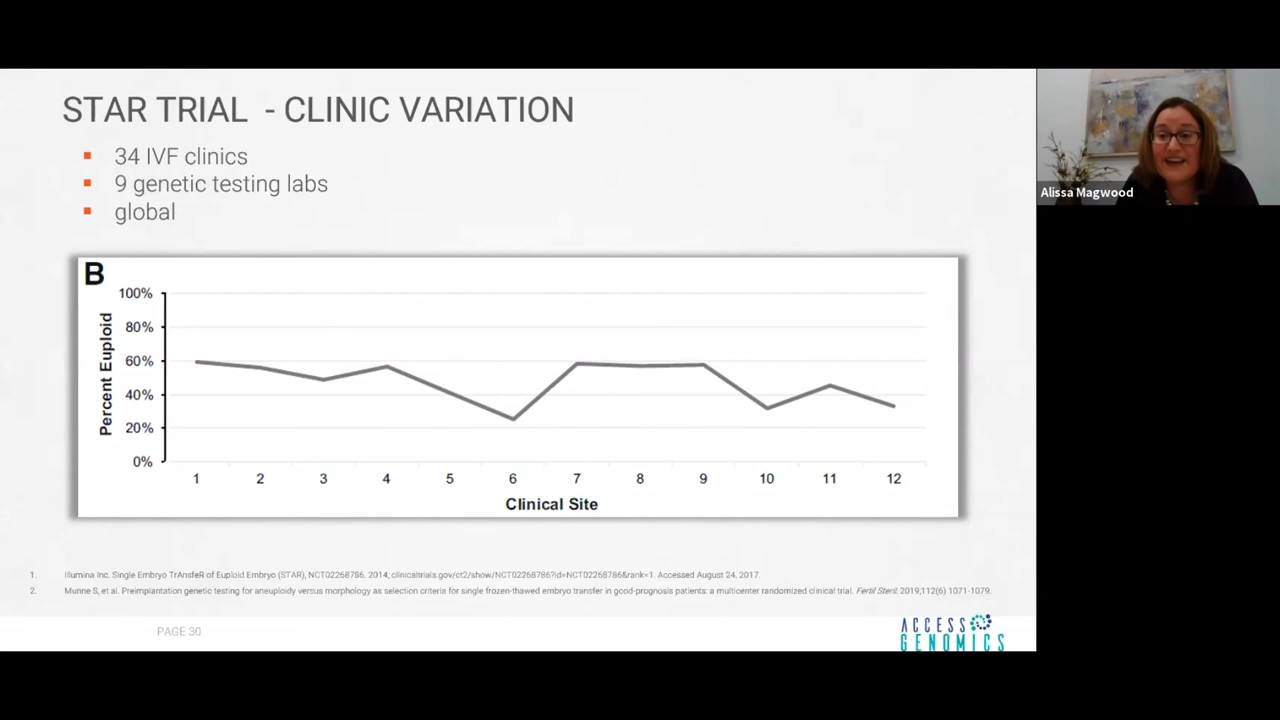 STAR TRIAL - CLINIC VARIATION
34 IVF clinics
9 genetic testing labs
global
Alissa Magwood
B
Percent Euploid
100%
80%
60%
40%
20%
0%
1 2 3 4 5 6 7 8 9 10 11 12
Clinical Site
1. Illumina Inc. Single Embryo TrAnsfeR of Euploid Embryo (STAR), NCT02268786. 2014; clinicaltrials.gov/ct2/show/NCT02268786?id=NCT02268786&rank=1. Accessed August 24, 2017.
2. Munne S, et al. Preimplantation genetic testing for aneuploidy versus morphology as selection criteria for single frozen-thawed embryo transfer in good-prognosis patients: a multicenter randomized clinical trial. Fertil Steril. 2019;112(6) 1071-1079.
PAGE 30
ACCESS
GENOMICS